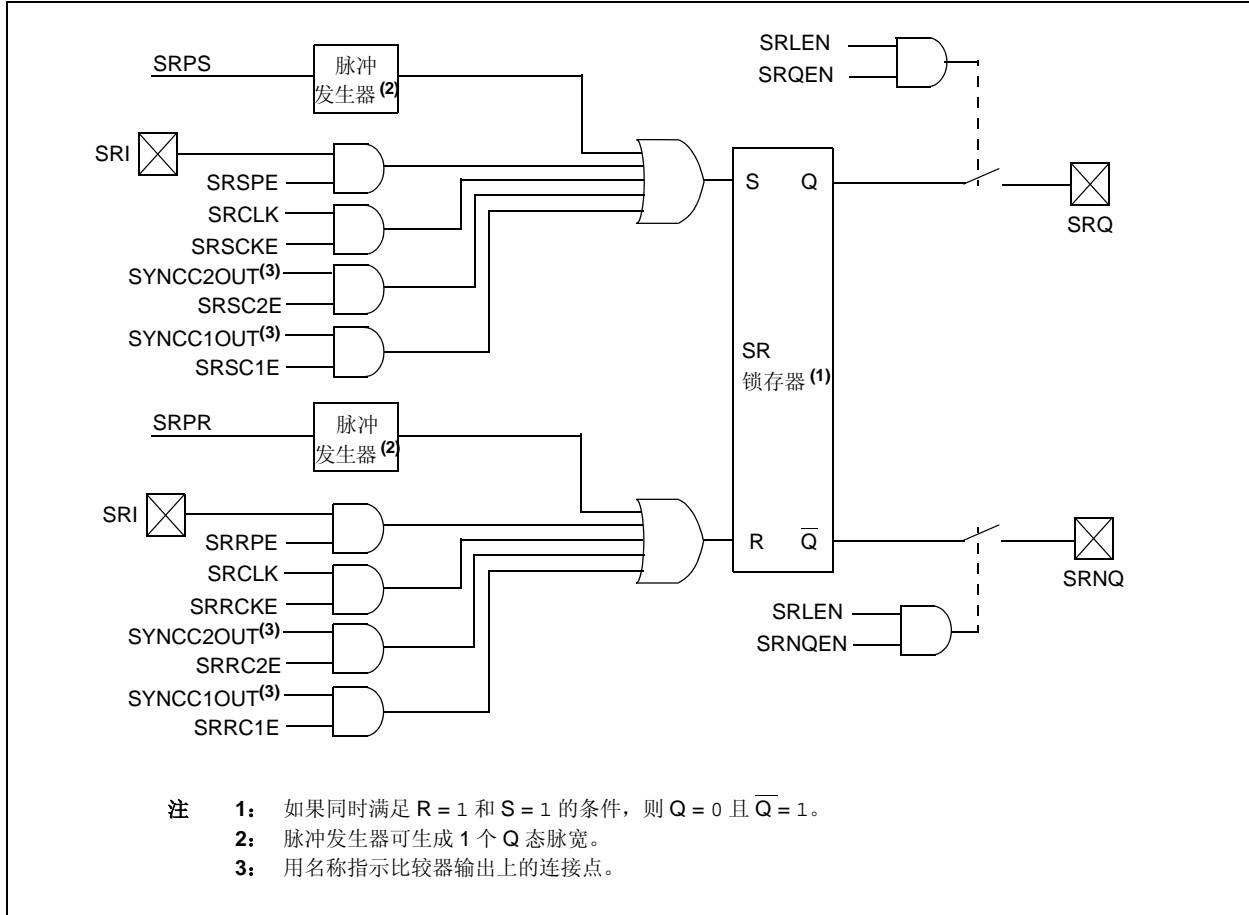 SRPS
脉冲
发生器 (2)
SRLEN
SRQEN
SRI
SRSPE
SRCLK
SRSCKE
SYNCC2OUT(3)
SRSC2E
SYNCC1OUT(3)
SRSC1E
S Q
SRQ
SR
锁存器 (1)
SRPR
脉冲
发生器 (2)
SRI
SRRPE
SRCLK
SRRCKE
SYNCC2OUT(3)
SRRC2E
SYNCC1OUT(3)
SRRC1E
R Q̅
SRNQ
SRLEN
SRNQEN
注 1： 如果同时满足 R = 1 和 S = 1 的条件，则 Q = 0 且 Q̅ = 1。
2： 脉冲发生器可生成 1 个 Q 态脉宽。
3： 用名称指示比较器输出上的连接点。